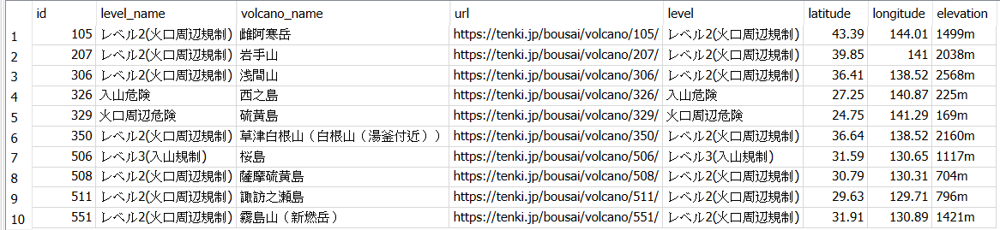 id level_name volcano_name url level latitude longitude elevation
1 105 レベル2(火口周辺規制) 雌阿寒岳 https://tenki.jp/bousai/volcano/105/ レベル2(火口周辺規制) 43.39 144.01 1499m
2 207 レベル2(火口周辺規制) 岩手山 https://tenki.jp/bousai/volcano/207/ レベル2(火口周辺規制) 39.85 141 2038m
3 306 レベル2(火口周辺規制) 浅間山 https://tenki.jp/bousai/volcano/306/ レベル2(火口周辺規制) 36.41 138.52 2568m
4 326 入山危険 西之島 https://tenki.jp/bousai/volcano/326/ 入山危険 27.25 140.87 225m
5 329 火口周辺危険 硫黄島 https://tenki.jp/bousai/volcano/329/ 火口周辺危険 24.75 141.29 169m
6 350 レベル2(火口周辺規制) 草津白根山（白根山（湯釜付近）） https://tenki.jp/bousai/volcano/350/ レベル2(火口周辺規制) 36.64 138.52 2160m
7 506 レベル3(入山規制) 桜島 https://tenki.jp/bousai/volcano/506/ レベル3(入山規制) 31.59 130.65 1117m
8 508 レベル2(火口周辺規制) 薩摩硫黄島 https://tenki.jp/bousai/volcano/508/ レベル2(火口周辺規制) 30.79 130.31 704m
9 511 レベル2(火口周辺規制) 諏訪之瀬島 https://tenki.jp/bousai/volcano/511/ レベル2(火口周辺規制) 29.63 129.71 796m
10 551 レベル2(火口周辺規制) 霧島山（新燃岳） https://tenki.jp/bousai/volcano/551/ レベル2(火口周辺規制) 31.91 130.89 1421m